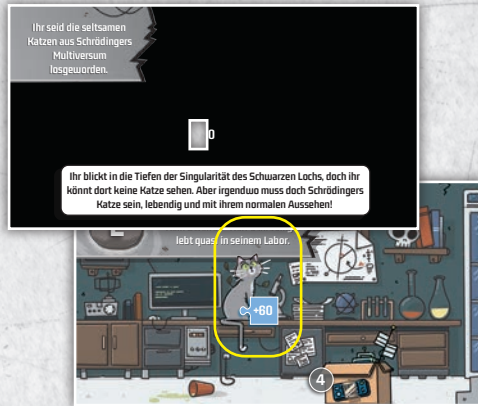 Ihr seid die seltsamen
Katzen aus Schrödingers
Multiversum
losgeworden.
0
Ihr blickt in die Tiefen der Singularität des Schwarzen Lochs, doch ihr
könnt dort keine Katze sehen. Aber irgendwo muss doch Schrödingers
Katze sein, lebendig und mit ihrem normalen Aussehen!
lebt quasi in seinem Labor.
+60
4